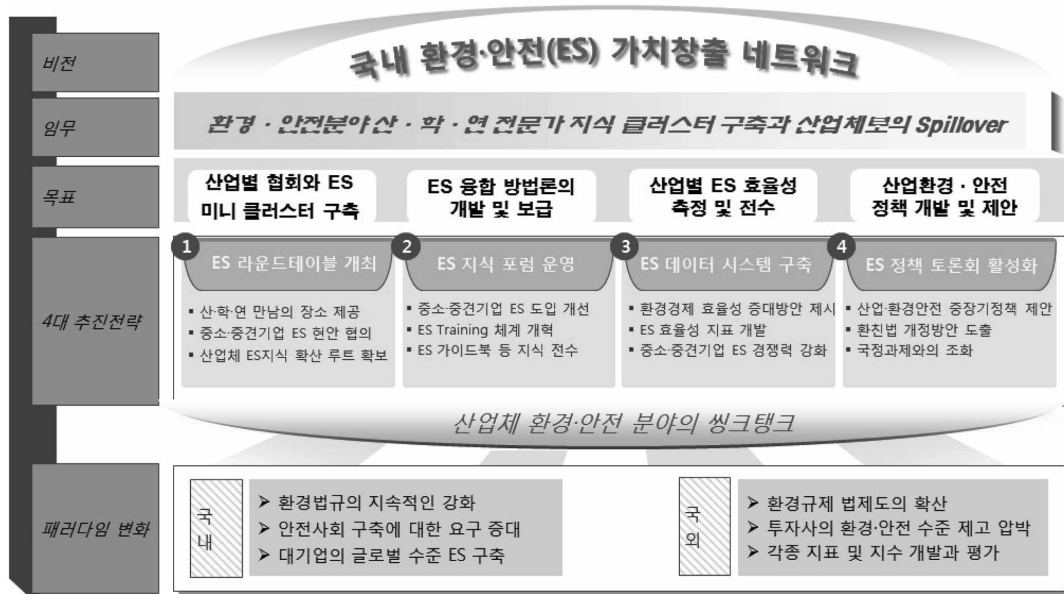 비전
국내 환경·안전(ES) 가치창출 네트워크
임무
환경 · 안전분야 산 · 학 · 연 전문가 지식 클러스터 구축과 산업체로의 Spillover
목표
산업별 협회와 ES
미니 클러스터 구축
ES 융합 방법론의
개발 및 보급
산업별 ES 효율성
측정 및 전수
산업환경 · 안전
정책 개발 및 제안
4대 추진전략
1
ES 라운드테이블 개최
▪ 산·학·연 만남의 장소 제공
▪ 중소·중견기업 ES 현안 협의
▪ 산업체 ES지식 확산 루트 확보
2
ES 지식 포럼 운영
▪ 중소·중견기업 ES 도입 개선
▪ ES Training 체계 개혁
▪ ES 가이드북 등 지식 전수
3
ES 데이터 시스템 구축
▪ 환경경제 효율성 증대방안 제시
▪ ES 효율성 지표 개발
▪ 중소·중견기업 ES 경쟁력 강화
4
ES 정책 토론회 활성화
▪ 산업·환경안전 중장기정책 제안
▪ 환친법 개정방안 도출
▪ 국정과제와의 조화
산업체 환경·안전 분야의 씽크탱크
패러다임 변화
국
내
➢ 환경법규의 지속적인 강화
➢ 안전사회 구축에 대한 요구 증대
➢ 대기업의 글로벌 수준 ES 구축
국
외
➢ 환경규제 법제도의 확산
➢ 투자사의 환경·안전 수준 제고 압박
➢ 각종 지표 및 지수 개발과 평가